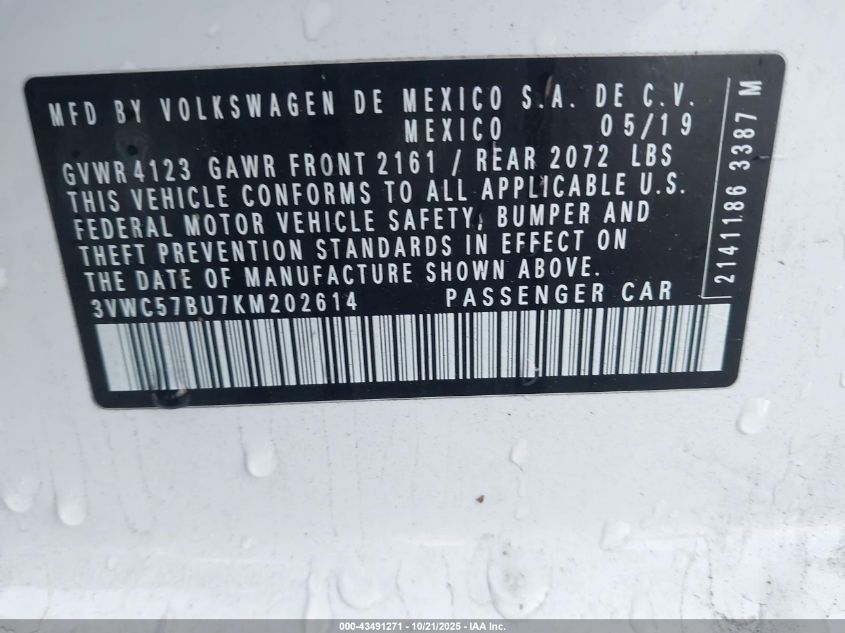 MFD BY VOLKSWAGEN DE MEXICO S.A. DE C.V.
MEXICO 05/19
GVWR 4123 GAWR FRONT 2161 / REAR 2072 LBS
THIS VEHICLE CONFORMS TO ALL APPLICABLE U.S.
FEDERAL MOTOR VEHICLE SAFETY, BUMPER AND
THEFT PREVENTION STANDARDS IN EFFECT ON
THE DATE OF MANUFACTURE SHOWN ABOVE.
3VWC57BU7KM202614 PASSENGER CAR
21411.86 3387 M
000-43491271 - 10/21/2025 - IAA Inc.